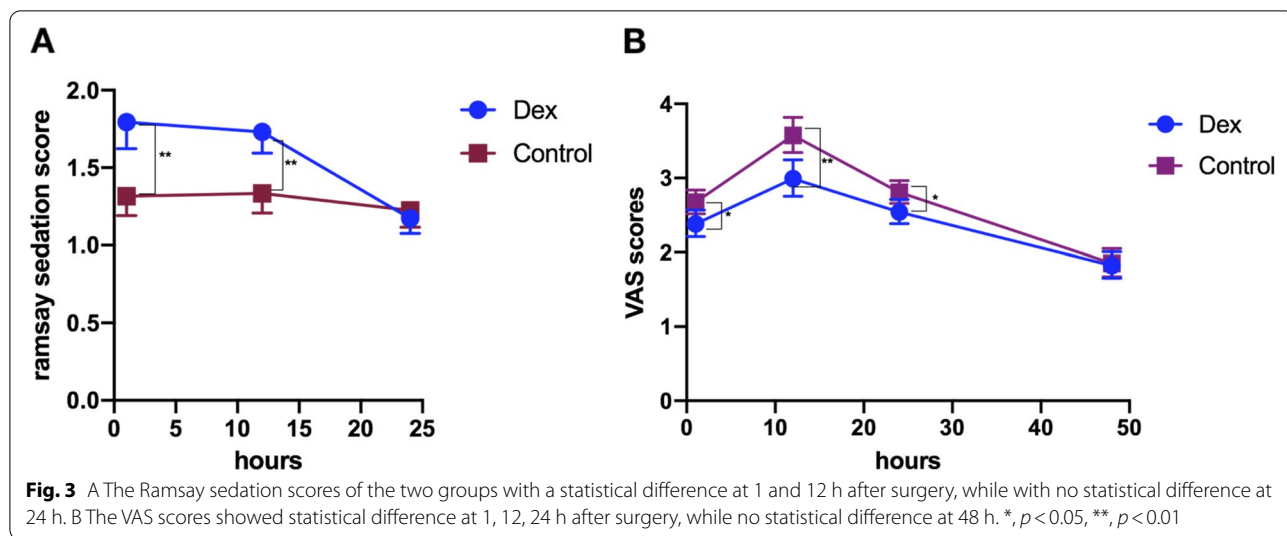 A
B
2.0
1.5
1.0
0.5
0.0
ramsay sedation score
**
**
0 5 10 15 20 25
hours
Dex
Control
4
3
2
1
0
VAS scores
*
**
*
0 10 20 30 40 50
hours
Dex
Control
Fig. 3 A The Ramsay sedation scores of the two groups with a statistical difference at 1 and 12 h after surgery, while with no statistical difference at
24 h. B The VAS scores showed statistical difference at 1, 12, 24 h after surgery, while no statistical difference at 48 h. *, p < 0.05, **, p < 0.01